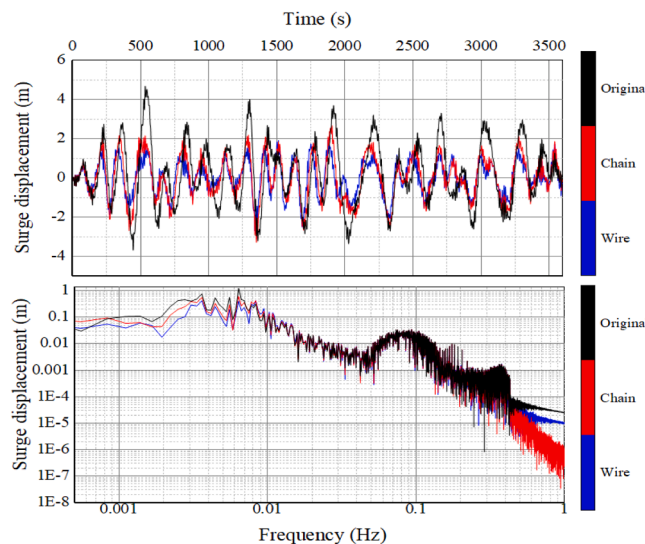 Time (s)
0 500 1000 1500 2000 2500 3000 3500
Surge displacement (m)
6
4
2
0
-2
-4
Origina
Chain
Wire
Surge displacement (m)
1
0.1
0.01
0.001
1E-4
1E-5
1E-6
1E-7
1E-8
Origina
Chain
Wire
0.001 0.01 0.1 1
Frequency (Hz)